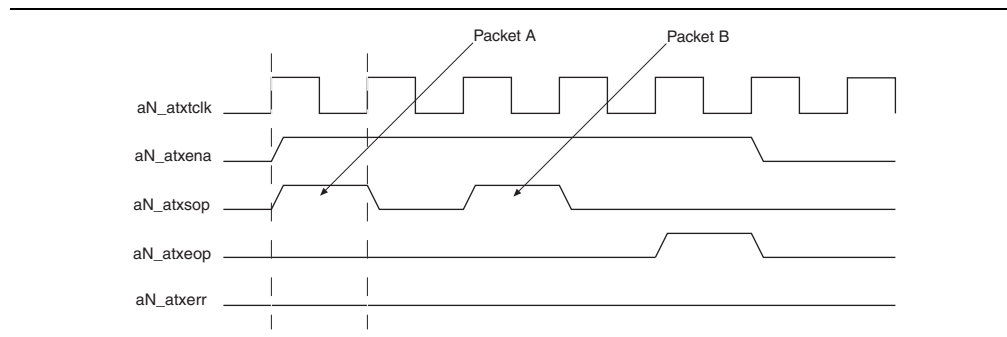 Packet A
Packet B
aN_atxtclk
aN_atxena
aN_atxsop
aN_atxeop
aN_atxerr